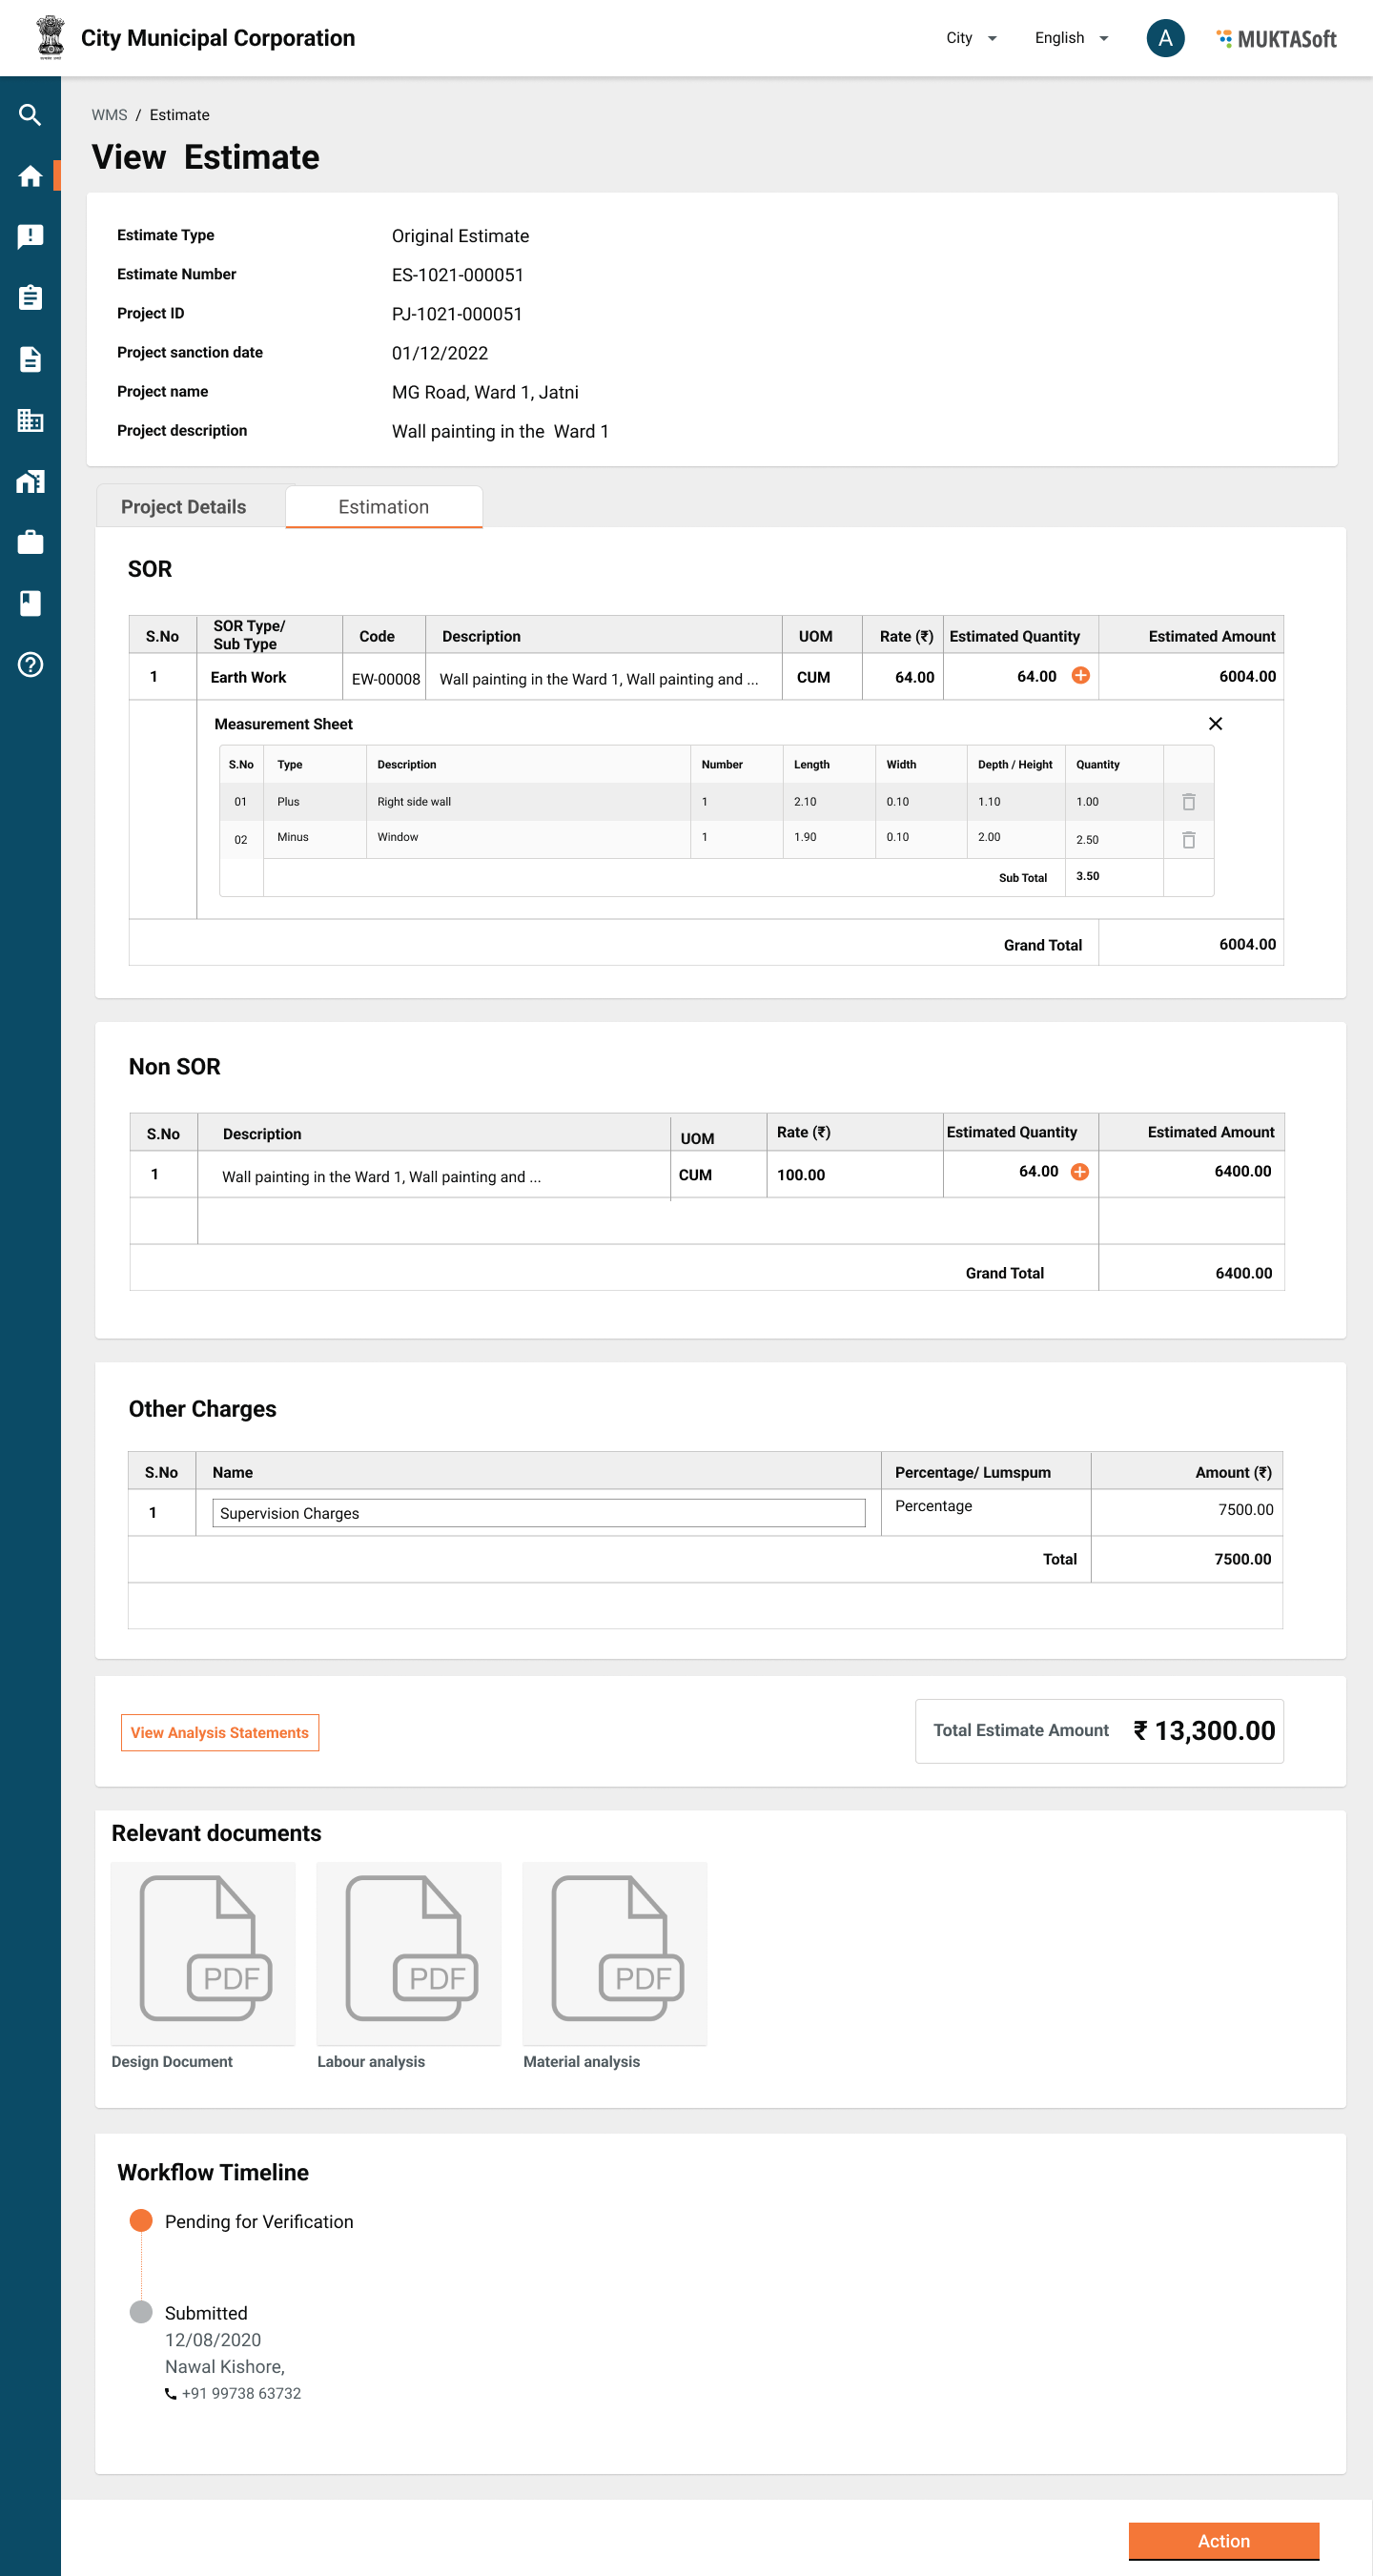 City Municipal Corporation
City
English
A
MUKTASoft
WMS / Estimate
View Estimate
Estimate Type Original Estimate
Estimate Number ES-1021-000051
Project ID PJ-1021-000051
Project sanction date 01/12/2022
Project name MG Road, Ward 1, Jatni
Project description Wall painting in the Ward 1
Project Details Estimation
SOR
S.No SOR Type/ Sub Type Code Description UOM Rate (₹) Estimated Quantity Estimated Amount
1 Earth Work EW-00008 Wall painting in the Ward 1, Wall painting and ... CUM 64.00 64.00 6004.00
Measurement Sheet
S.No Type Description Number Length Width Depth / Height Quantity
01 Plus Right side wall 1 2.10 0.10 1.10 1.00
02 Minus Window 1 1.90 0.10 2.00 2.50
Sub Total 3.50
Grand Total 6004.00
Non SOR
S.No Description UOM Rate (₹) Estimated Quantity Estimated Amount
1 Wall painting in the Ward 1, Wall painting and ... CUM 100.00 64.00 6400.00
Grand Total 6400.00
Other Charges
S.No Name Percentage/ Lumspum Amount (₹)
1 Supervision Charges Percentage 7500.00
Total 7500.00
View Analysis Statements Total Estimate Amount ₹ 13,300.00
Relevant documents
PDF PDF PDF
Design Document Labour analysis Material analysis
Workflow Timeline
Pending for Verification
Submitted
12/08/2020
Nawal Kishore,
+91 99738 63732
Action